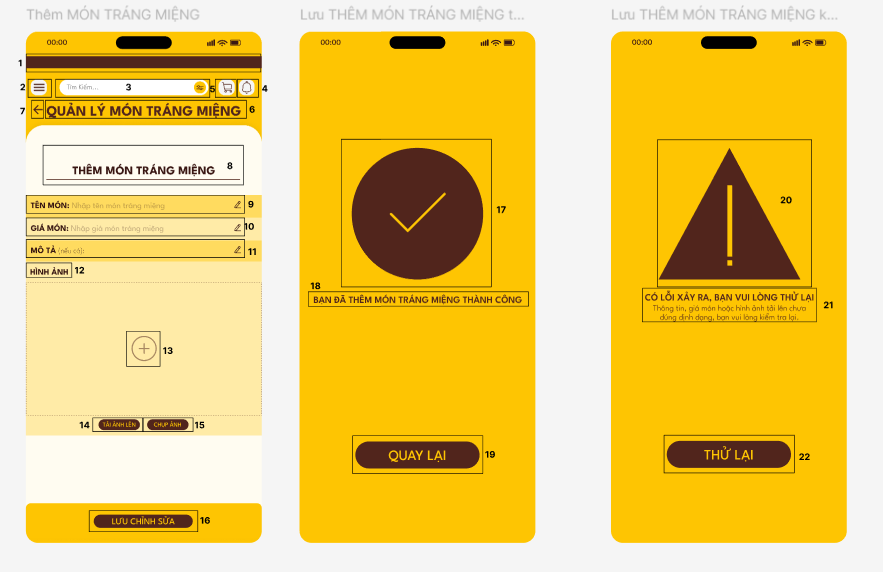 Thêm MÓN TRÁNG MIỆNG
00:00
1
2
Tìm Kiếm...
3
5
4
7
QUẢN LÝ MÓN TRÁNG MIỆNG
6
THÊM MÓN TRÁNG MIỆNG
8
TÊN MÓN: Nhập tên món tráng miệng
9
GIÁ MÓN: Nhập giá món tráng miệng
10
MÔ TẢ (nếu có):
11
HÌNH ẢNH
12
13
14
TẢI ẢNH LÊN
CHỤP ẢNH
15
LƯU CHỈNH SỬA
16
Lưu THÊM MÓN TRÁNG MIỆNG t...
00:00
17
18
BẠN ĐÃ THÊM MÓN TRÁNG MIỆNG THÀNH CÔNG
QUAY LẠI
19
Lưu THÊM MÓN TRÁNG MIỆNG k...
00:00
20
CÓ LỖI XẢY RA, BẠN VUI LÒNG THỬ LẠI
21
Thông tin, giá món hoặc hình ảnh tải lên chưa
đúng định dạng, bạn vui lòng kiểm tra lại.
THỬ LẠI
22